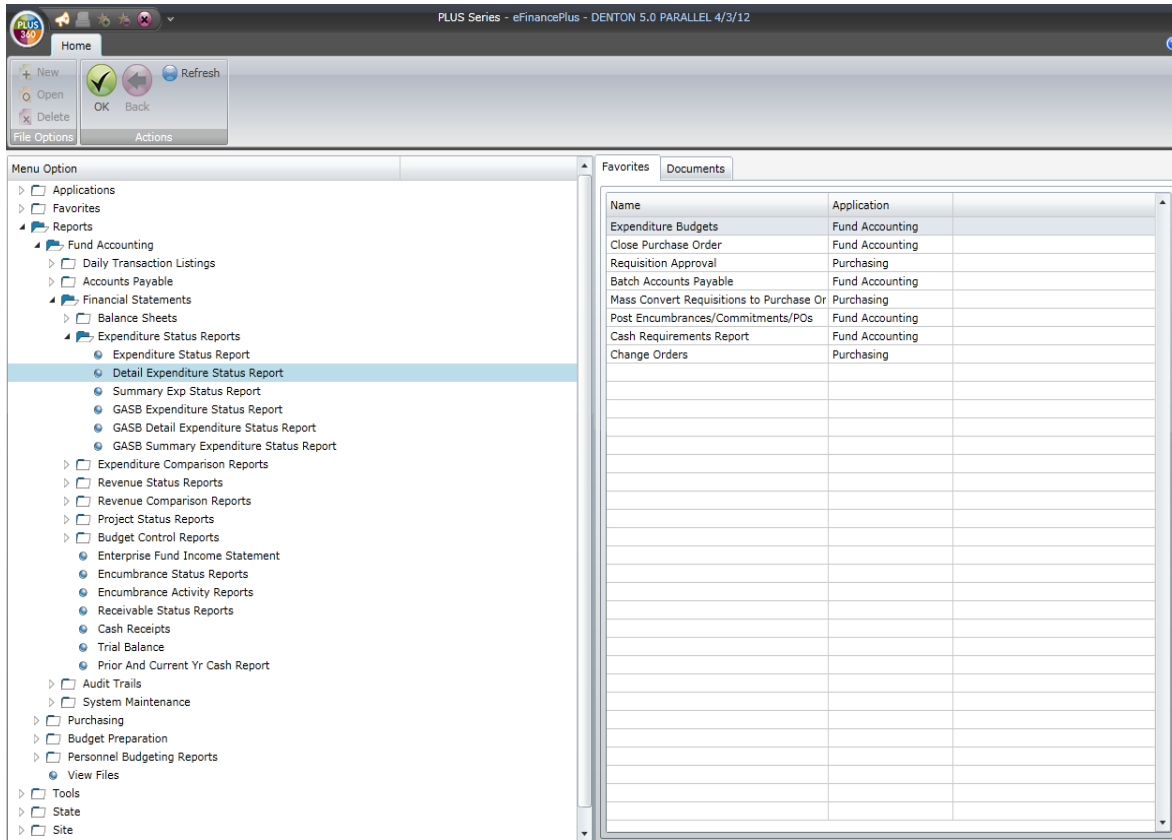 PLUS Series - eFinancePlus - DENTON 5.0 PARALLEL 4/3/12
PLUS
360
Home
New
Open
Delete
File Options
OK
Back
Refresh
Actions
Menu Option
Applications
Favorites
Reports
Fund Accounting
Daily Transaction Listings
Accounts Payable
Financial Statements
Balance Sheets
Expenditure Status Reports
Expenditure Status Report
Detail Expenditure Status Report
Summary Exp Status Report
GASB Expenditure Status Report
GASB Detail Expenditure Status Report
GASB Summary Expenditure Status Report
Expenditure Comparison Reports
Revenue Status Reports
Revenue Comparison Reports
Project Status Reports
Budget Control Reports
Enterprise Fund Income Statement
Encumbrance Status Reports
Encumbrance Activity Reports
Receivable Status Reports
Cash Receipts
Trial Balance
Prior And Current Yr Cash Report
Audit Trails
System Maintenance
Purchasing
Budget Preparation
Personnel Budgeting Reports
View Files
Tools
State
Site
Favorites Documents
Name Application
Expenditure Budgets Fund Accounting
Close Purchase Order Fund Accounting
Requisition Approval Purchasing
Batch Accounts Payable Fund Accounting
Mass Convert Requisitions to Purchase Or Purchasing
Post Encumbrances/Commitments/POs Fund Accounting
Cash Requirements Report Fund Accounting
Change Orders Purchasing